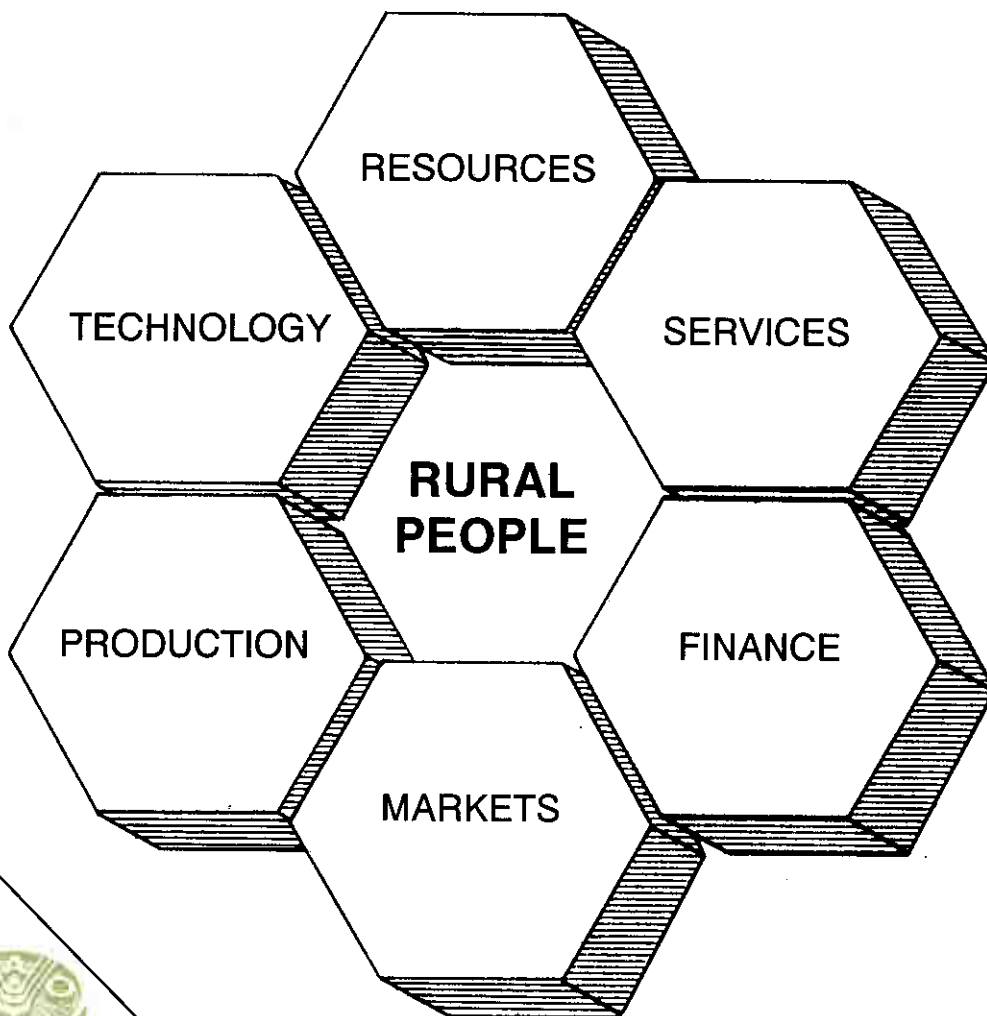 RESOURCES
TECHNOLOGY
SERVICES
RURAL
PEOPLE
PRODUCTION
FINANCE
MARKETS